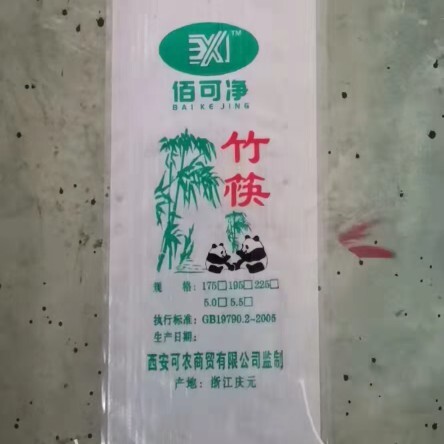 3XI™
佰可净
BAI KE JING
竹筷
规 格：175□195□225□
5.0□5.5□
执行标准：GB19790.2-2005
生产日期：
西安可农商贸有限公司监制
产地：浙江庆元